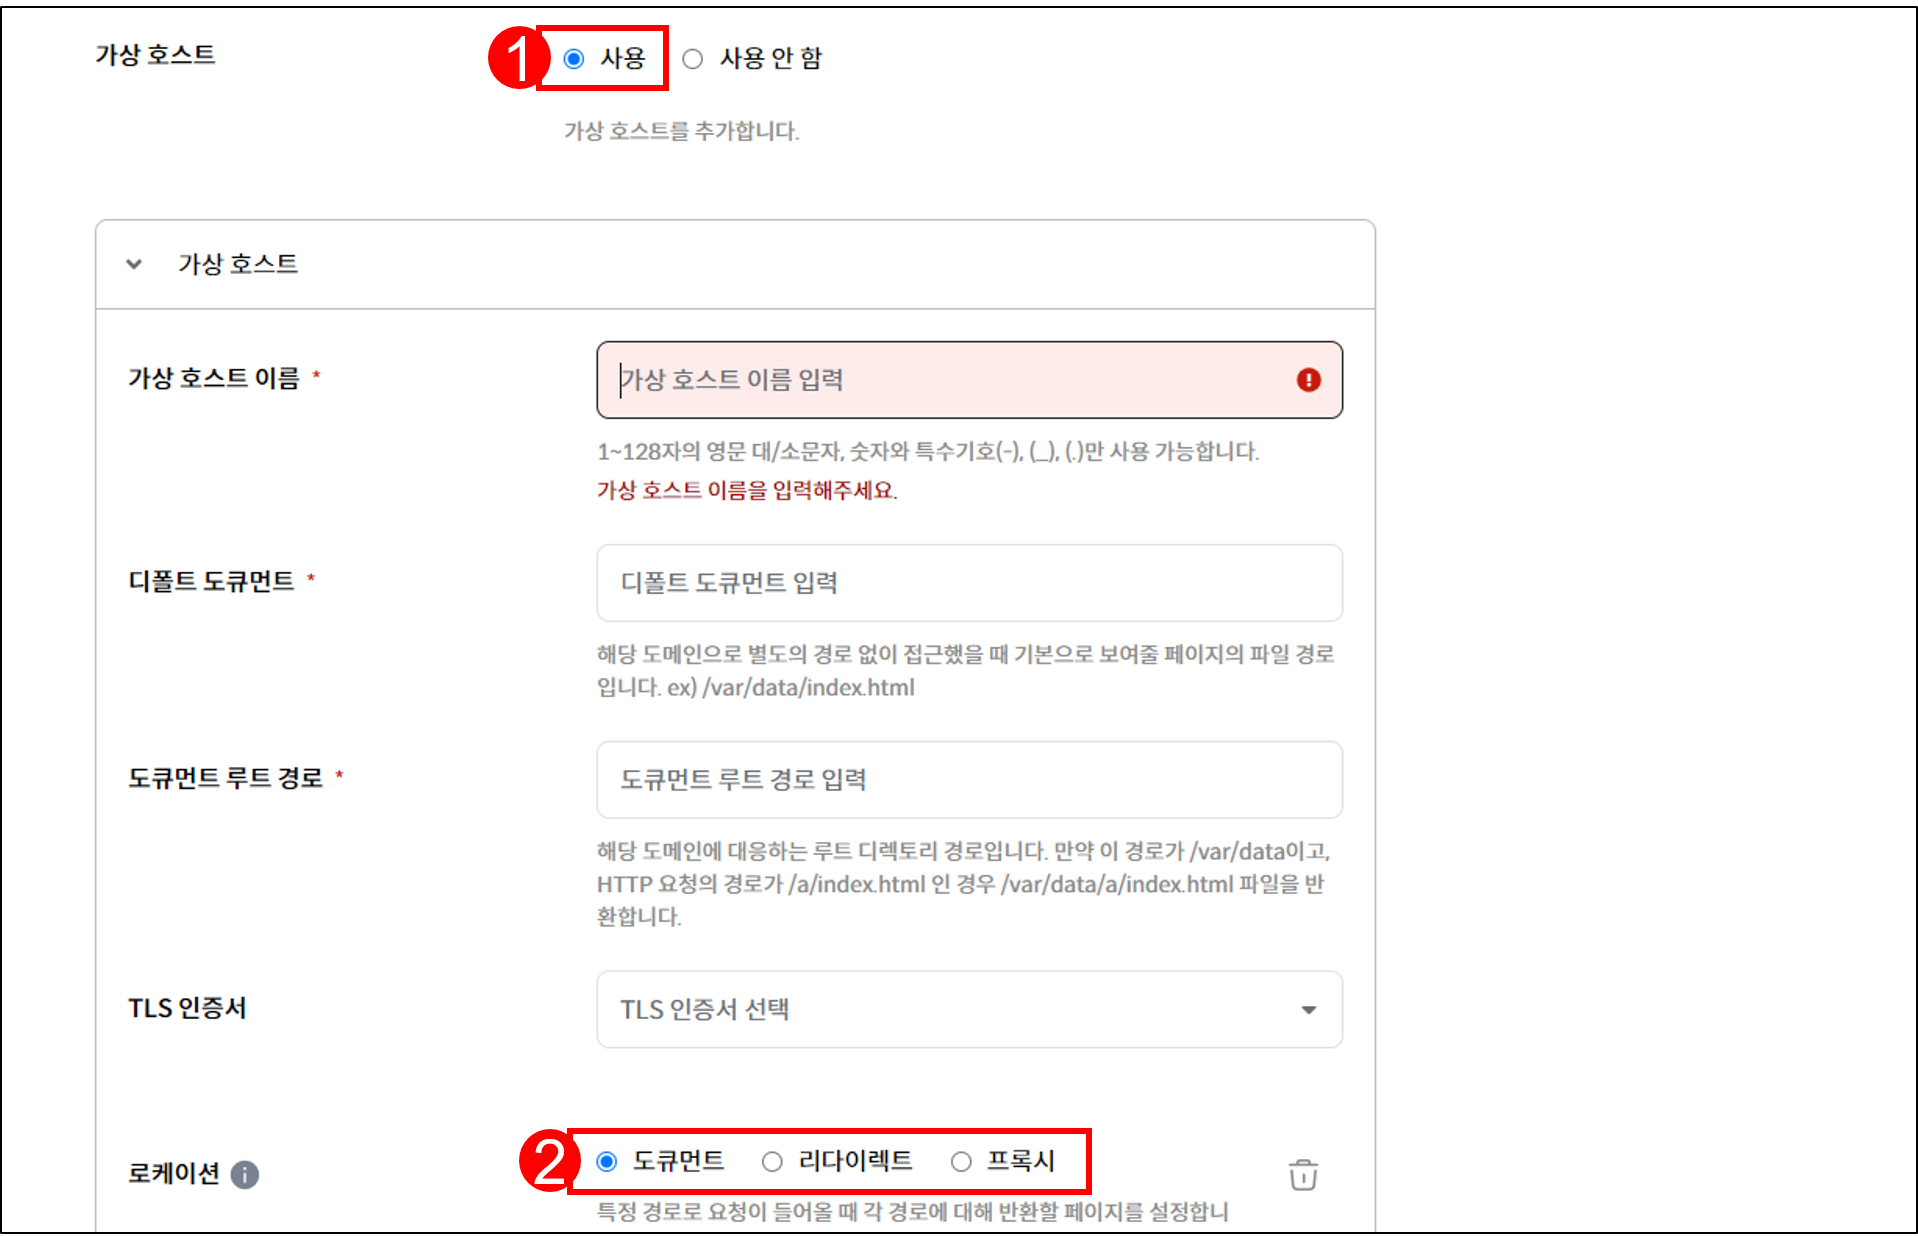 가상 호스트
1 사용 사용 안 함
가상 호스트를 추가합니다.
가상 호스트
가상 호스트 이름 *
가상 호스트 이름 입력
1~128자의 영문 대/소문자, 숫자와 특수기호(-), (_), (.)만 사용 가능합니다.
가상 호스트 이름을 입력해주세요.
디폴트 도큐먼트 *
디폴트 도큐먼트 입력
해당 도메인으로 별도의 경로 없이 접근했을 때 기본으로 보여줄 페이지의 파일 경로
입니다. ex) /var/data/index.html
도큐먼트 루트 경로 *
도큐먼트 루트 경로 입력
해당 도메인에 대응하는 루트 디렉토리 경로입니다. 만약 이 경로가 /var/data이고,
HTTP 요청의 경로가 /a/index.html 인 경우 /var/data/a/index.html 파일을 반
환합니다.
TLS 인증서
TLS 인증서 선택
로케이션
2 도큐먼트 리다이렉트 프록시
특정 경로로 요청이 들어올 때 각 경로에 대해 반환할 페이지를 설정합니